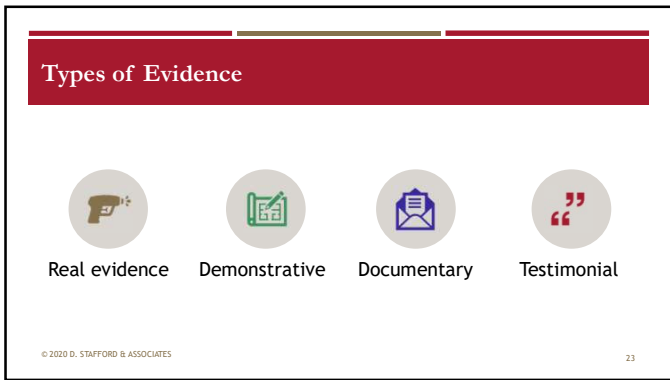 Types of Evidence
Real evidence Demonstrative Documentary Testimonial
© 2020 D. STAFFORD & ASSOCIATES 23